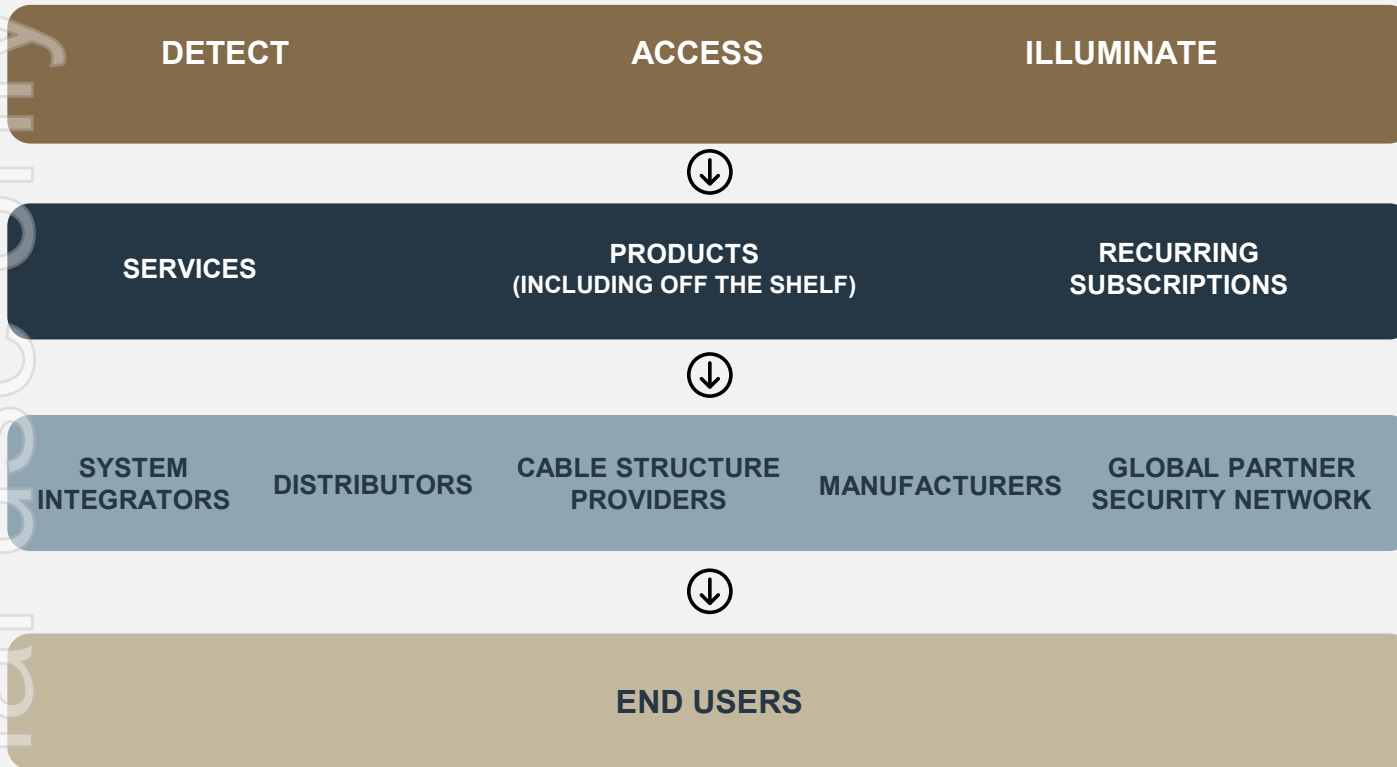 DETECT
ACCESS
ILLUMINATE
SERVICES
PRODUCTS
(INCLUDING OFF THE SHELF)
RECURRING
SUBSCRIPTIONS
SYSTEM
INTEGRATORS
DISTRIBUTORS
CABLE STRUCTURE
PROVIDERS
MANUFACTURERS
GLOBAL PARTNER
SECURITY NETWORK
END USERS